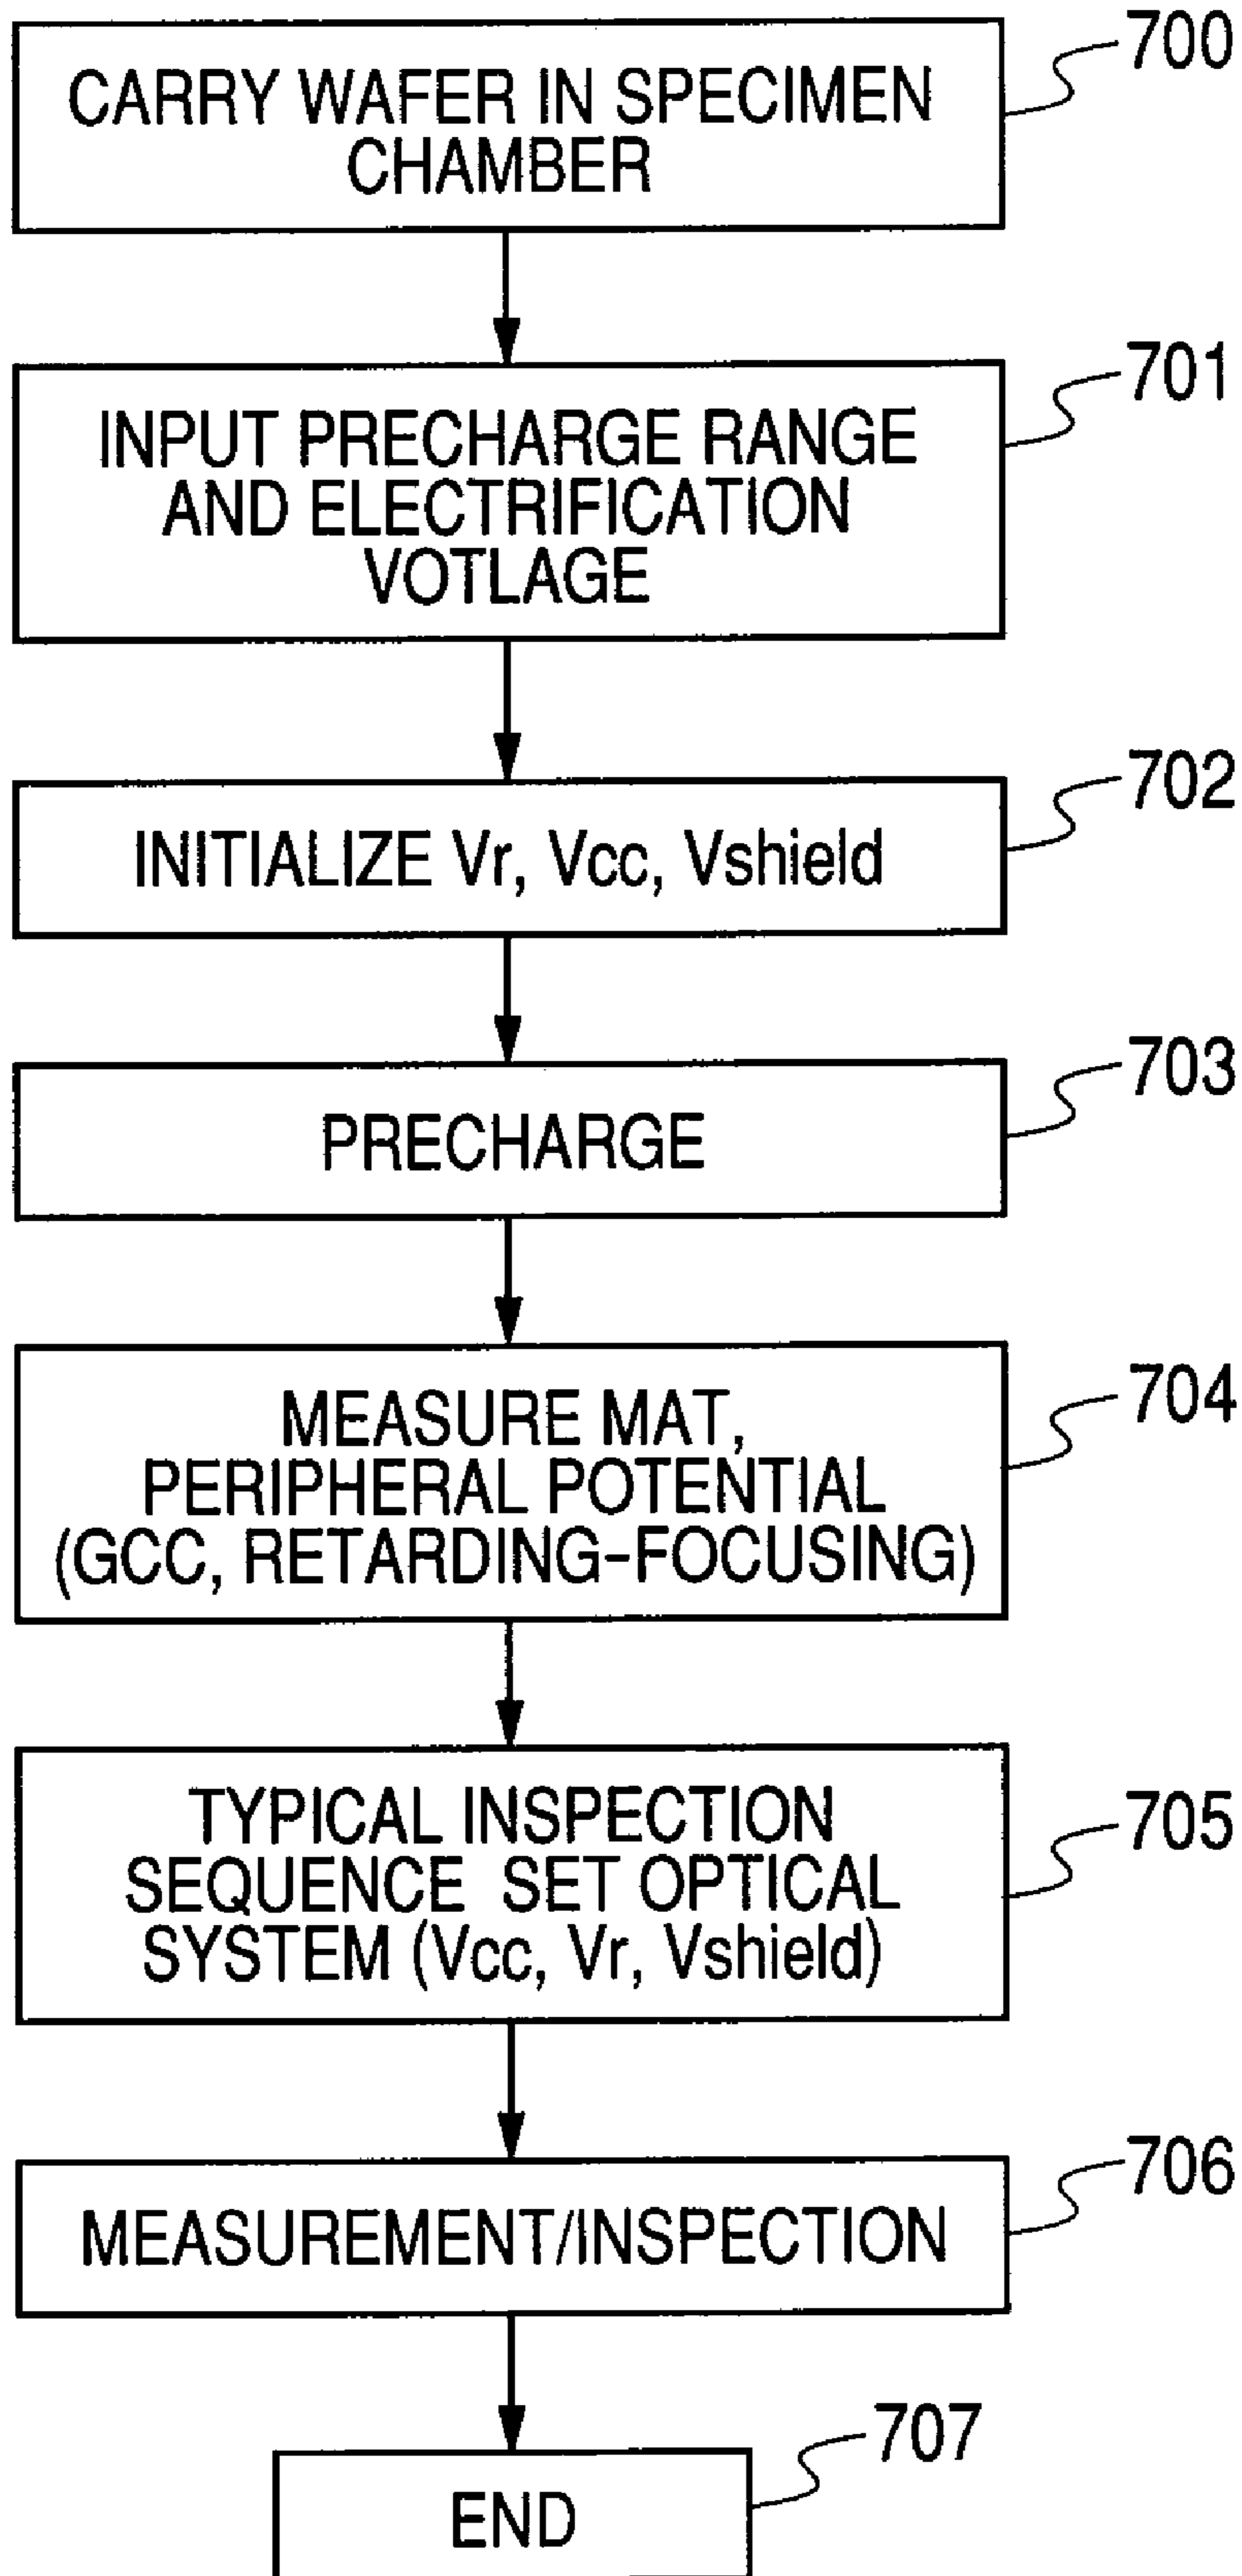 CARRY WAFER IN SPECIMEN
CHAMBER
700
INPUT PRECHARGE RANGE
AND ELECTRIFICATION
VOTLAGE
701
INITIALIZE Vr, Vcc, Vshield
702
PRECHARGE
703
MEASURE MAT,
PERIPHERAL POTENTIAL
(GCC, RETARDING-FOCUSING)
704
TYPICAL INSPECTION
SEQUENCE SET OPTICAL
SYSTEM (Vcc, Vr, Vshield)
705
MEASUREMENT/INSPECTION
706
END
707